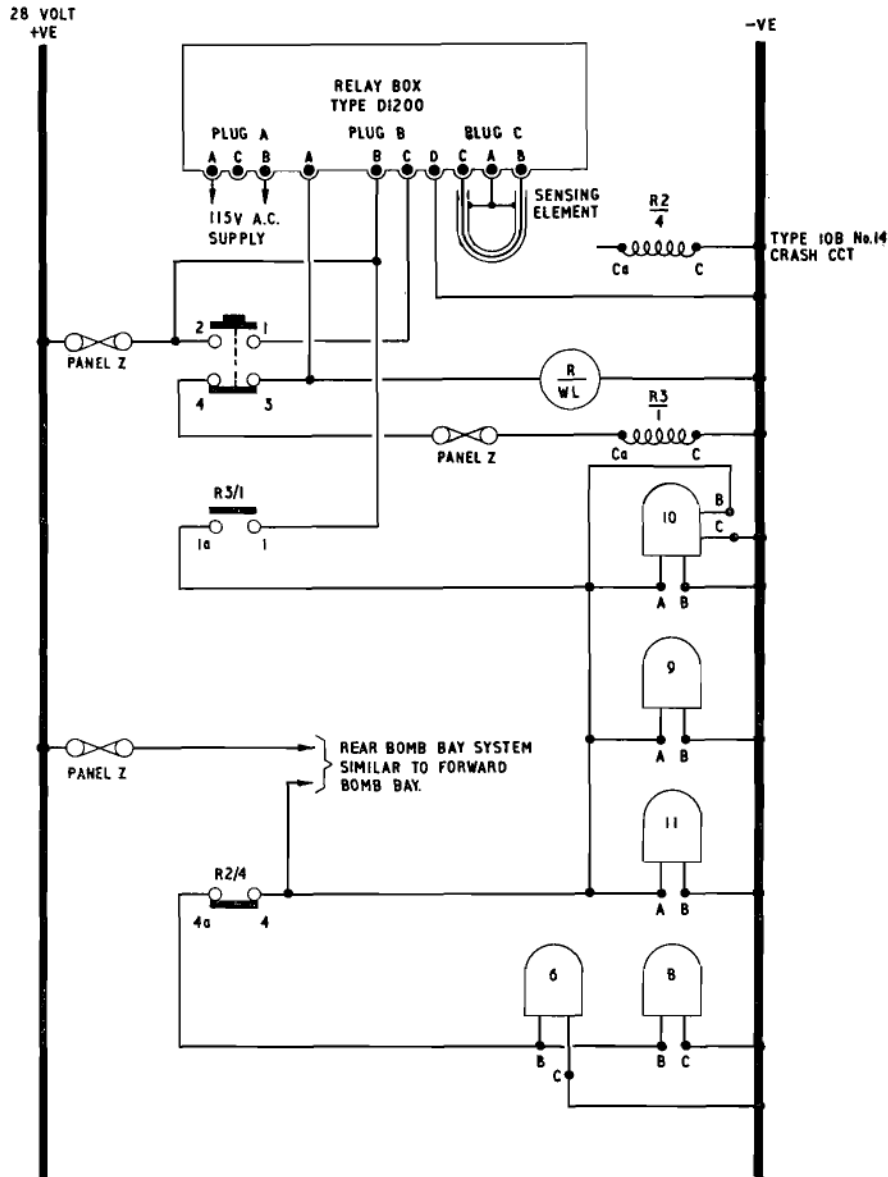 28 VOLT
+VE
-VE
RELAY BOX
TYPE D1200
PLUG A
PLUG B
BLUG C
A C B A B C D C A B
115V A.C.
SUPPLY
SENSING
ELEMENT
R2
4
Ca C
TYPE 10B No.14
CRASH CCT
2 1
PANEL Z
4 3
R
WL
R3
1
PANEL Z
Ca C
R3/1
1a 1
10
B
C
A B
9
A B
PANEL Z
REAR BOMB BAY SYSTEM
SIMILAR TO FORWARD
BOMB BAY.
11
A B
R2/4
4a 4
6
8
B
C
B C